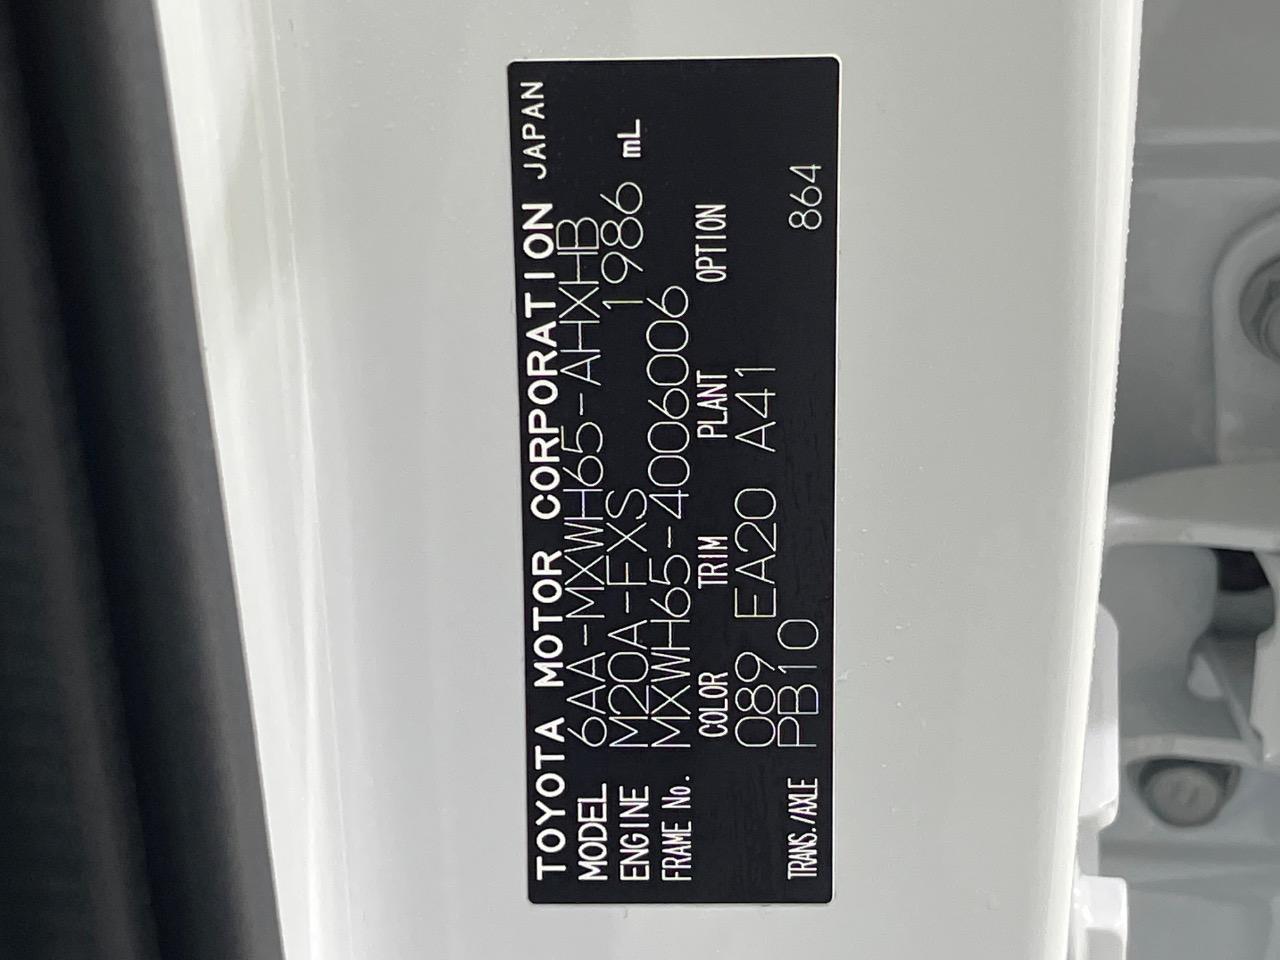 TOYOTA MOTOR CORPORATION JAPAN
MODEL 6AA-MXWH65-AHXHB
ENGINE M20A-FXS 1986 mL
FRAME No. MXWH65-4006006
COLOR TRIM PLANT OPTION
089 EA20 A41
TRANS./AXLE PB10 864